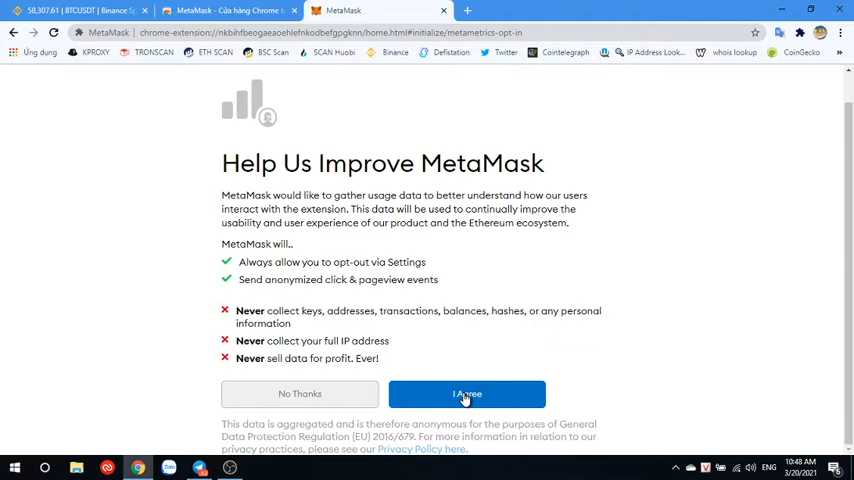 58,307.61 | BTCUSDT | Binance Sp
MetaMask - Cửa hàng Chrome t
MetaMask
MetaMask | chrome-extension://nkbihfbeogaeaoehlefnkodbefgpgknn/home.html#initialize/metametrics-opt-in
Ứng dụng KPROXY TRONSCAN ETH SCAN BSC Scan SCAN Huobi Binance Defistation Twitter Cointelegraph IP Address Look... whois lookup CoinGecko
Help Us Improve MetaMask
MetaMask would like to gather usage data to better understand how our users
interact with the extension. This data will be used to continually improve the
usability and user experience of our product and the Ethereum ecosystem.
MetaMask will..
Always allow you to opt-out via Settings
Send anonymized click & pageview events
Never collect keys, addresses, transactions, balances, hashes, or any personal
information
Never collect your full IP address
Never sell data for profit. Ever!
No Thanks
I Agree
This data is aggregated and is therefore anonymous for the purposes of General
Data Protection Regulation (EU) 2016/679. For more information in relation to our
privacy practices, please see our Privacy Policy here.
Zalo
ENG
10:48 AM
3/20/2021